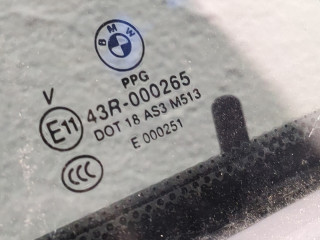 BMW
PPG
V
E11 43R-000265
DOT 18 AS3 M513
E 000251
CCC